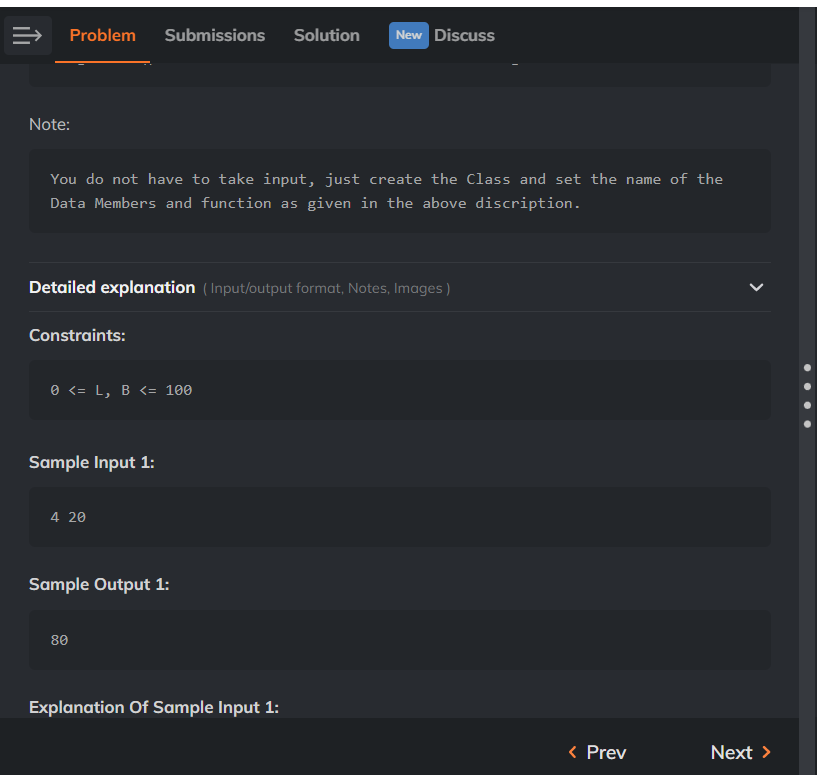 Problem Submissions Solution New Discuss
Note:
You do not have to take input, just create the Class and set the name of the
Data Members and function as given in the above discription.
Detailed explanation ( Input/output format, Notes, Images )
Constraints:
0 <= L, B <= 100
Sample Input 1:
4 20
Sample Output 1:
80
Explanation Of Sample Input 1:
Prev Next